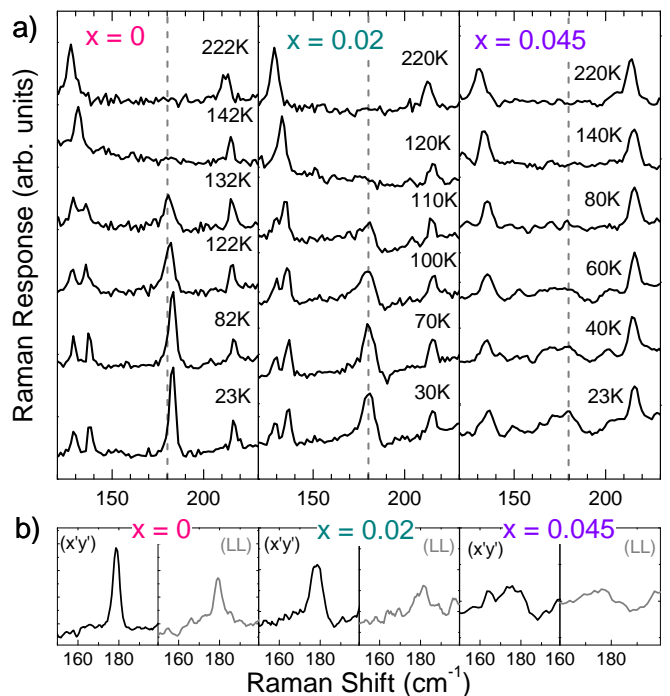 a)
x = 0
x = 0.02
x = 0.045
Raman Response (arb. units)
222K
142K
132K
122K
82K
23K
220K
120K
110K
100K
70K
30K
220K
140K
80K
60K
40K
23K
150 200 150 200 150 200
b)
x = 0
x = 0.02
x = 0.045
(x'y') (LL) (x'y') (LL) (x'y') (LL)
160 180 160 180 160 180 160 180 160 180 160 180
Raman Shift (cm⁻¹)